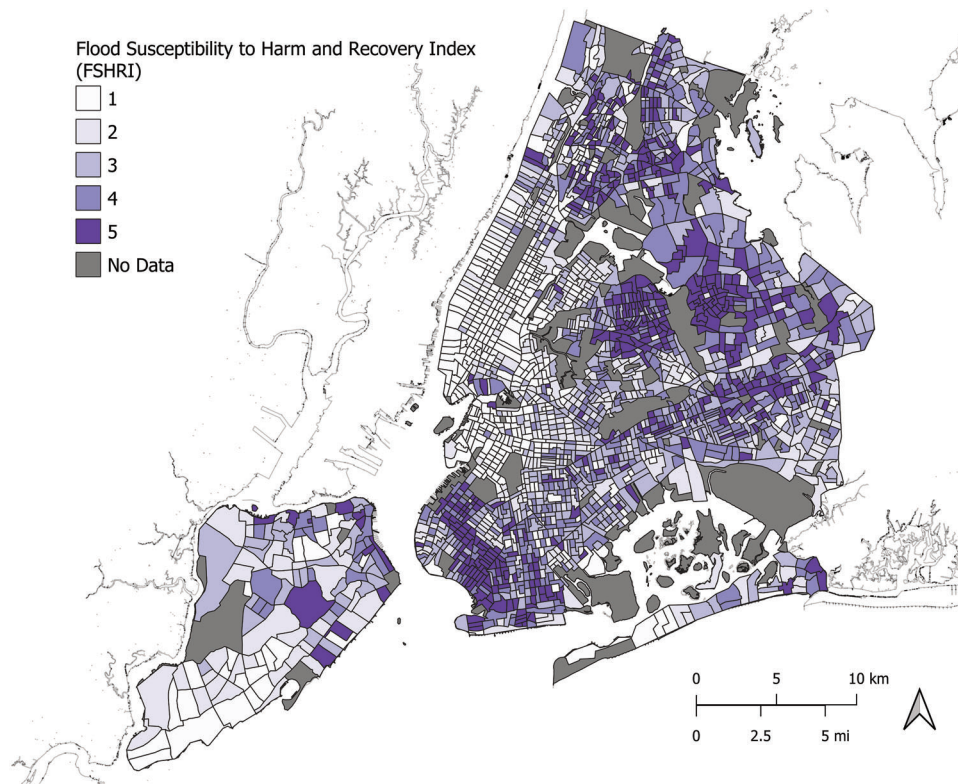 Flood Susceptibility to Harm and Recovery Index
(FSHRI)
1
2
3
4
5
No Data
0 5 10 km
0 2.5 5 mi